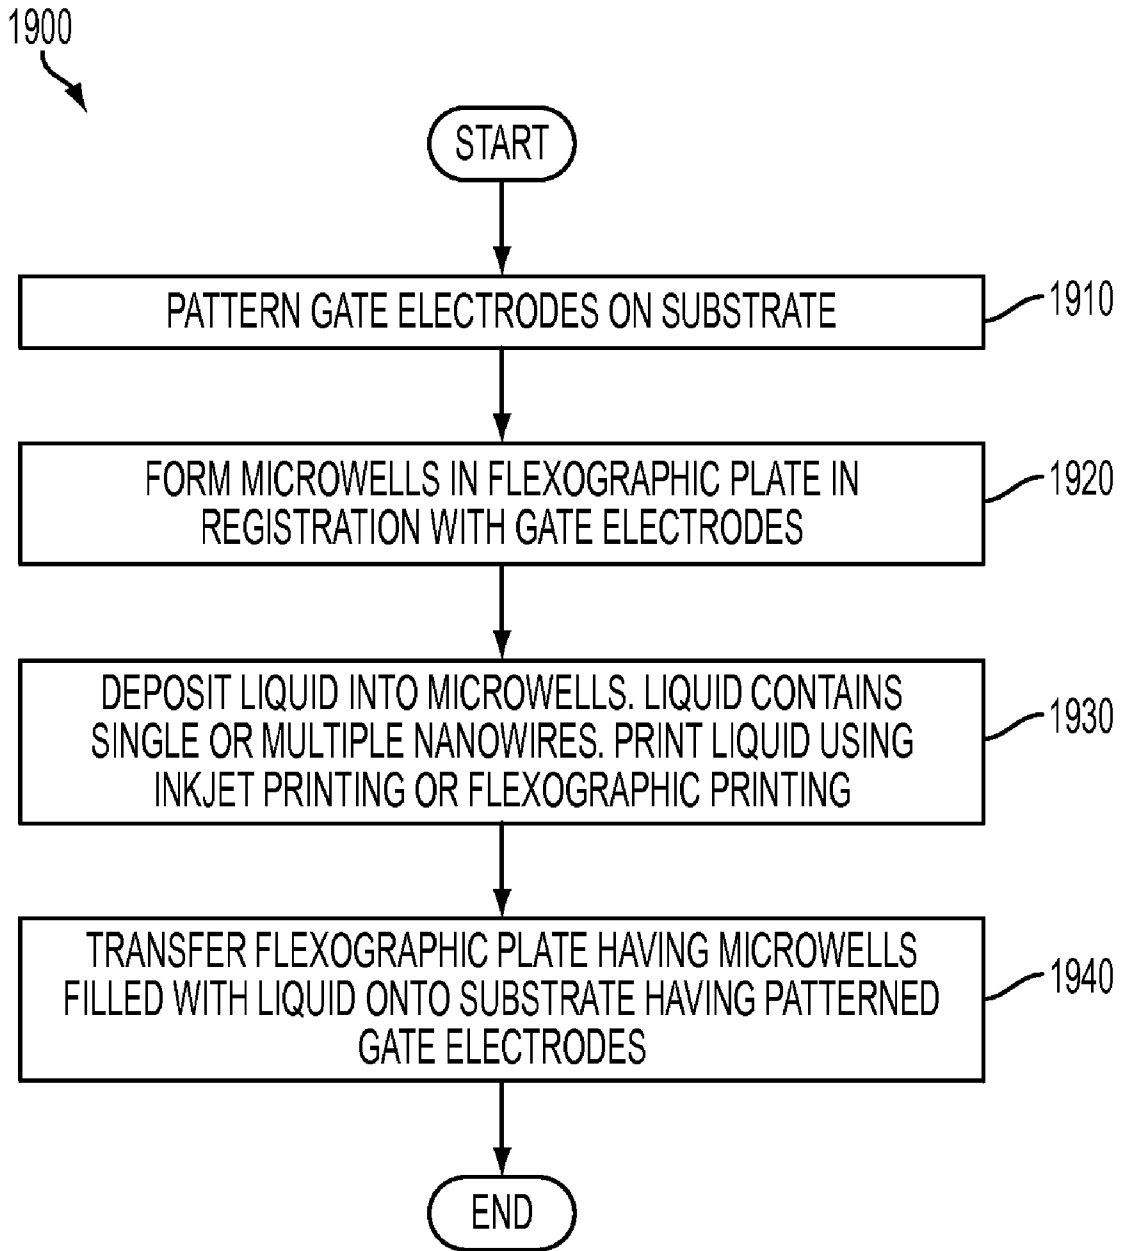 1900
START
PATTERN GATE ELECTRODES ON SUBSTRATE
1910
FORM MICROWELLS IN FLEXOGRAPHIC PLATE IN
REGISTRATION WITH GATE ELECTRODES
1920
DEPOSIT LIQUID INTO MICROWELLS. LIQUID CONTAINS
SINGLE OR MULTIPLE NANOWIRES. PRINT LIQUID USING
INKJET PRINTING OR FLEXOGRAPHIC PRINTING
1930
TRANSFER FLEXOGRAPHIC PLATE HAVING MICROWELLS
FILLED WITH LIQUID ONTO SUBSTRATE HAVING PATTERNED
GATE ELECTRODES
1940
END